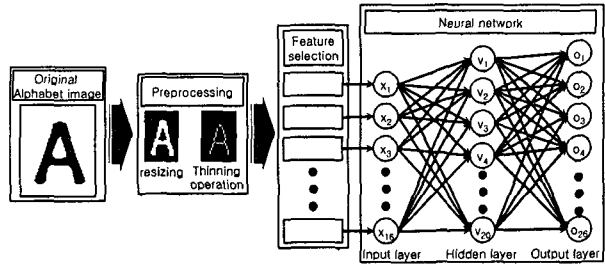 Original
Alphabet image
A
Preprocessing
A
A
resizing
Thinning
operation
Feature
selection
Neural network
x1
x2
x3
x16
v1
v2
v3
v4
v20
o1
o2
o3
o4
o26
Input layer
Hidden layer
Output layer